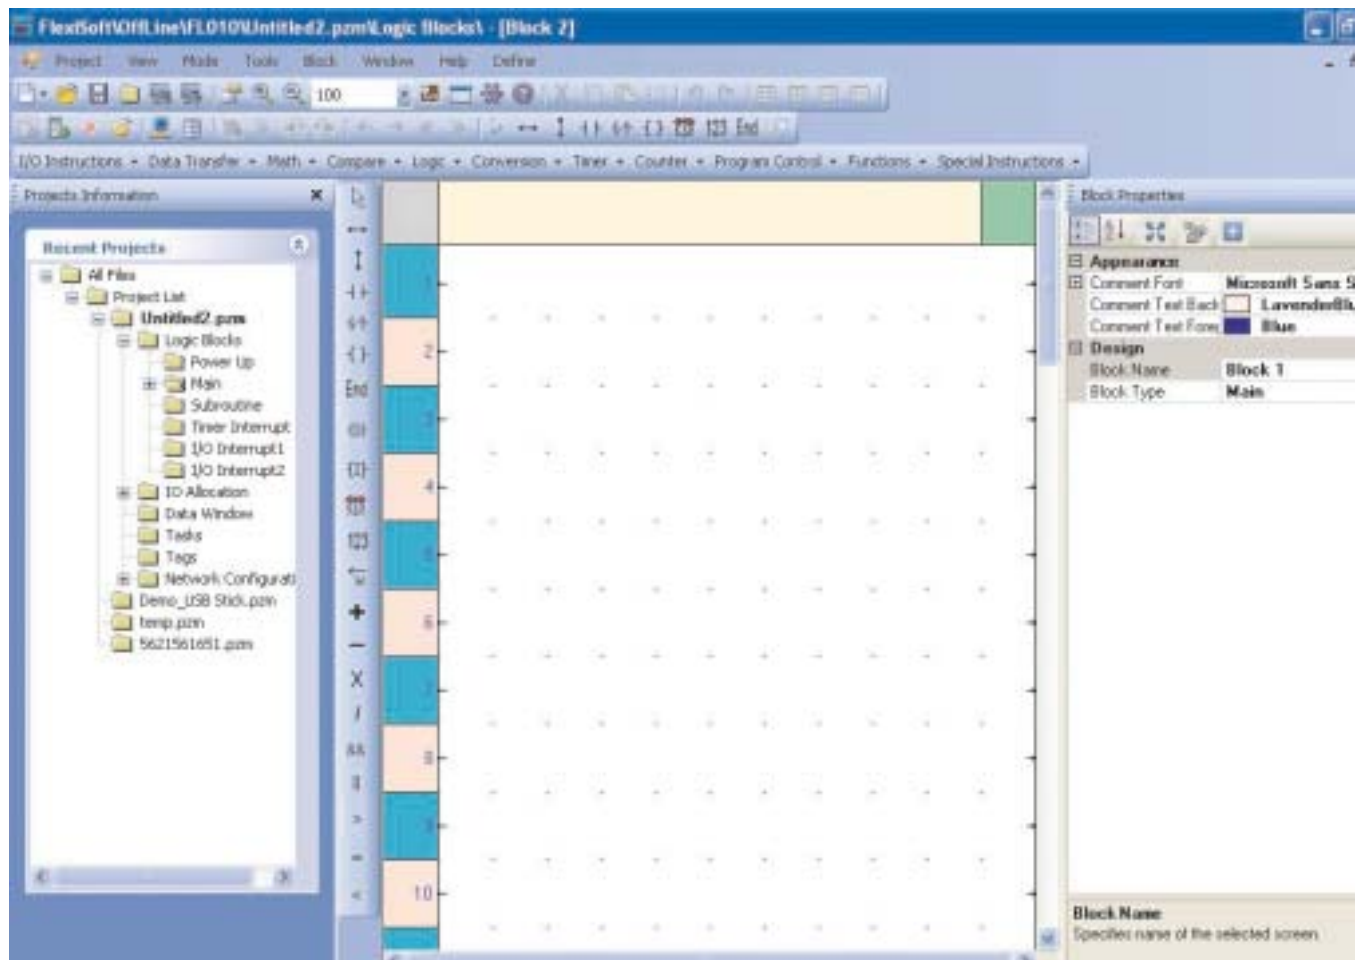 FlexiSoft\OffLine\FL010\Untitled2.pzm\Logic Blocks\ - [Block 2]
Project View Mode Tools Block Window Help Define
100
End
I/O Instructions Data Transfer Math Compare Logic Conversion Timer Counter Program Control Functions Special Instructions
Projects Information
Recent Projects
All Files
Project List
Untitled2.pzm
Logic Blocks
Power Up
Main
Subroutine
Timer Interrupt
I/O Interrupt1
I/O Interrupt2
IO Allocation
Data Window
Tasks
Tags
Network Configurati
Demo_USB Stick.pzm
temp.pzm
5621561651.pzm
End
1
2
3
4
5
6
7
8
9
10
Block Properties
Appearance
Comment Font Microsoft Sans S
Comment Text Back LavenderBlu
Comment Text Fore Blue
Design
Block Name Block 1
Block Type Main
Block Name
Specifies name of the selected screen